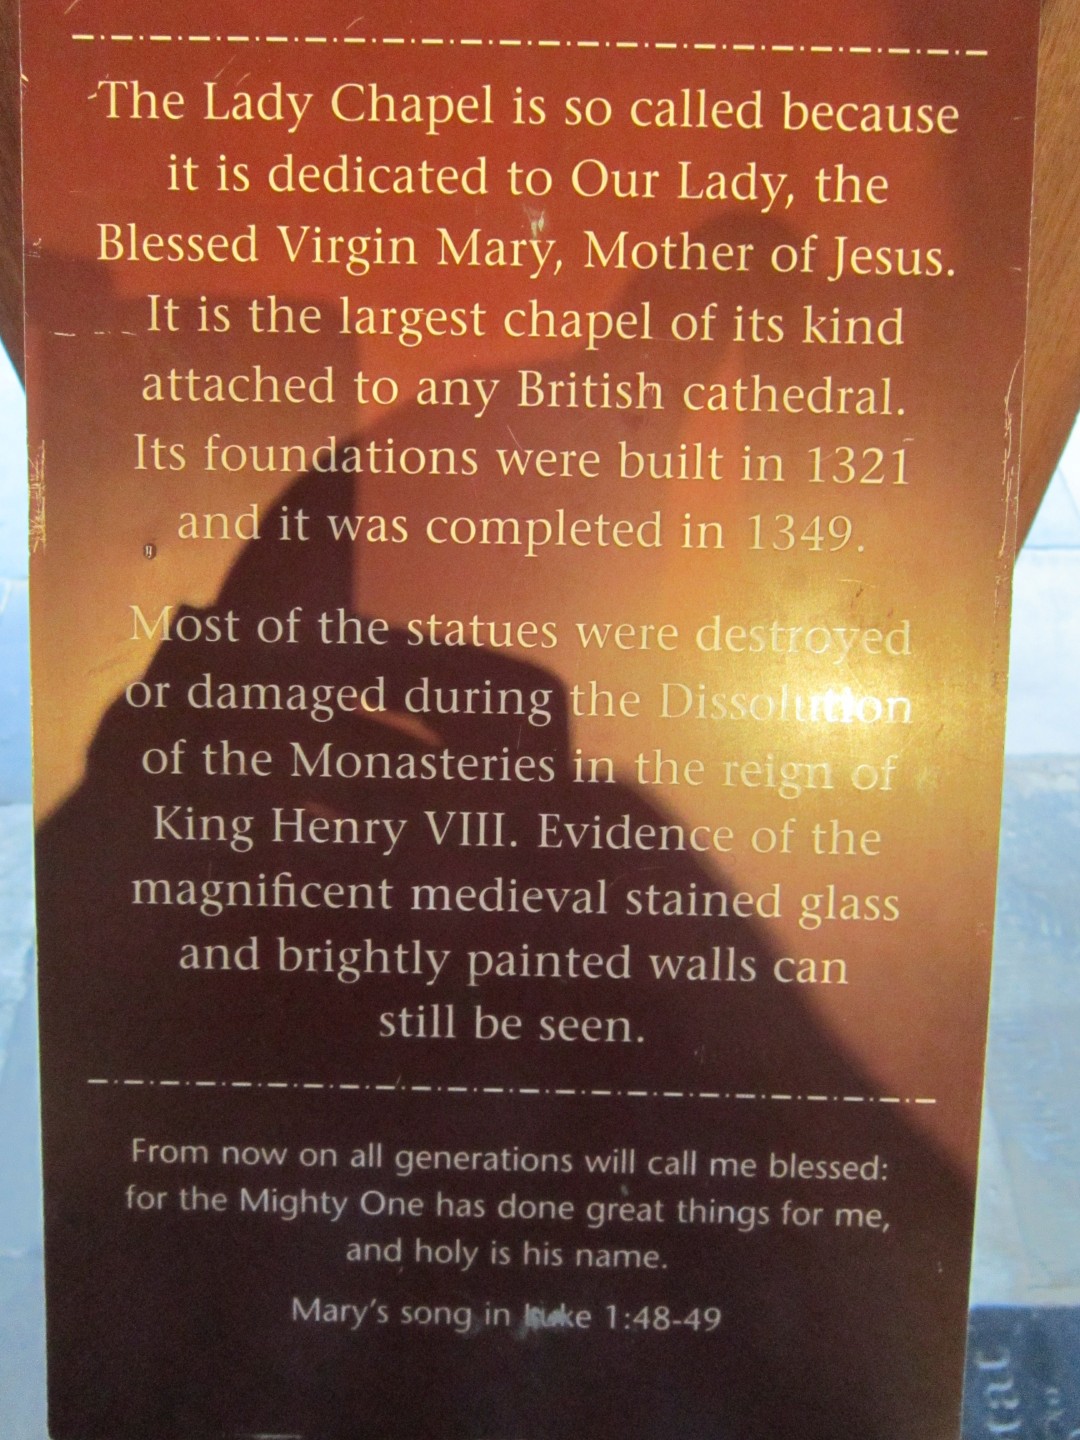 The Lady Chapel is so called because
it is dedicated to Our Lady, the
Blessed Virgin Mary, Mother of Jesus.
It is the largest chapel of its kind
attached to any British cathedral.
Its foundations were built in 1321
and it was completed in 1349.
Most of the statues were destroyed
or damaged during the Dissolution
of the Monasteries in the reign of
King Henry VIII. Evidence of the
magnificent medieval stained glass
and brightly painted walls can
still be seen.
From now on all generations will call me blessed:
for the Mighty One has done great things for me,
and holy is his name.
Mary's song in Luke 1:48-49